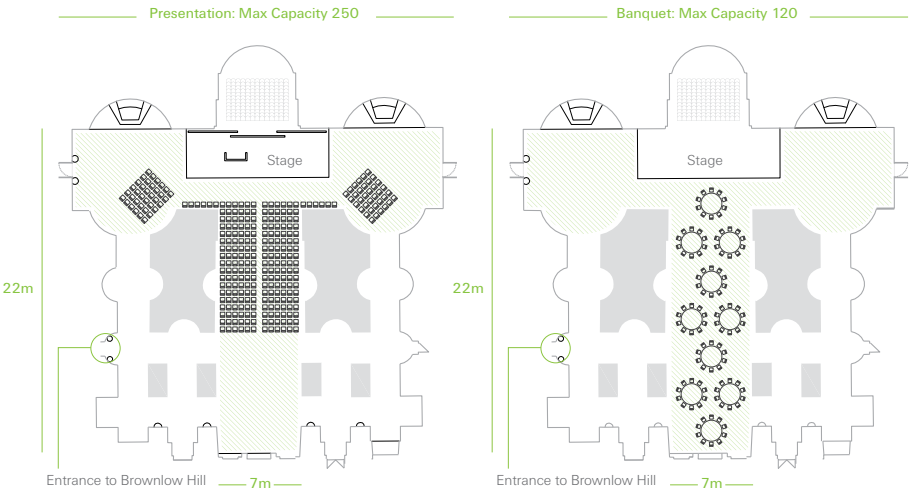 Presentation: Max Capacity 250
Banquet: Max Capacity 120
Stage
Stage
22m
22m
Entrance to Brownlow Hill
7m
Entrance to Brownlow Hill
7m